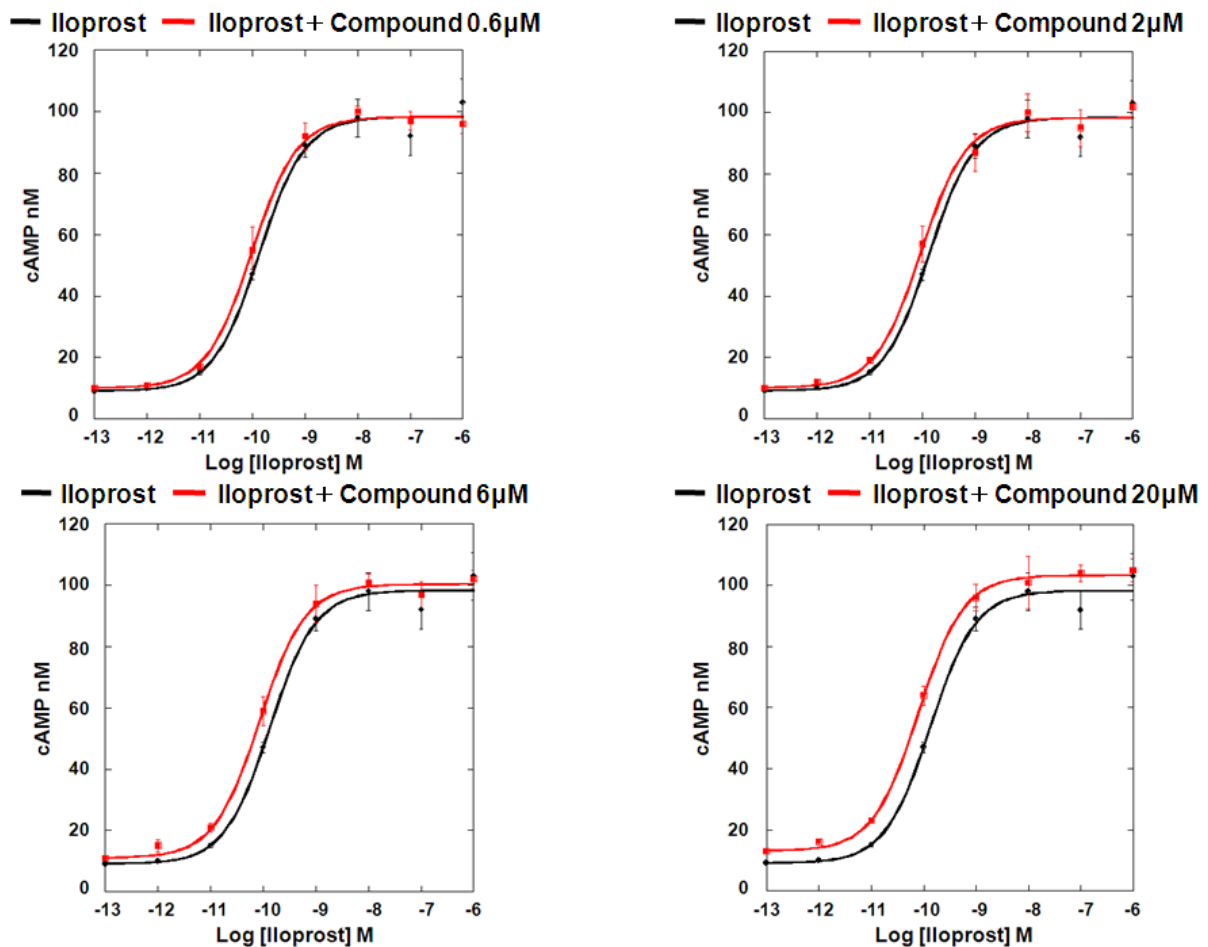 Iloprost Iloprost + Compound 0.6µM
120
100
80
60
40
20
0
cAMP nM
-13 -12 -11 -10 -9 -8 -7 -6
Log [Iloprost] M
Iloprost Iloprost + Compound 2µM
120
100
80
60
40
20
0
cAMP nM
-13 -12 -11 -10 -9 -8 -7 -6
Log [Iloprost] M
Iloprost Iloprost + Compound 6µM
120
100
80
60
40
20
0
cAMP nM
-13 -12 -11 -10 -9 -8 -7 -6
Log [Iloprost] M
Iloprost Iloprost + Compound 20µM
120
100
80
60
40
20
0
cAMP nM
-13 -12 -11 -10 -9 -8 -7 -6
Log [Iloprost] M